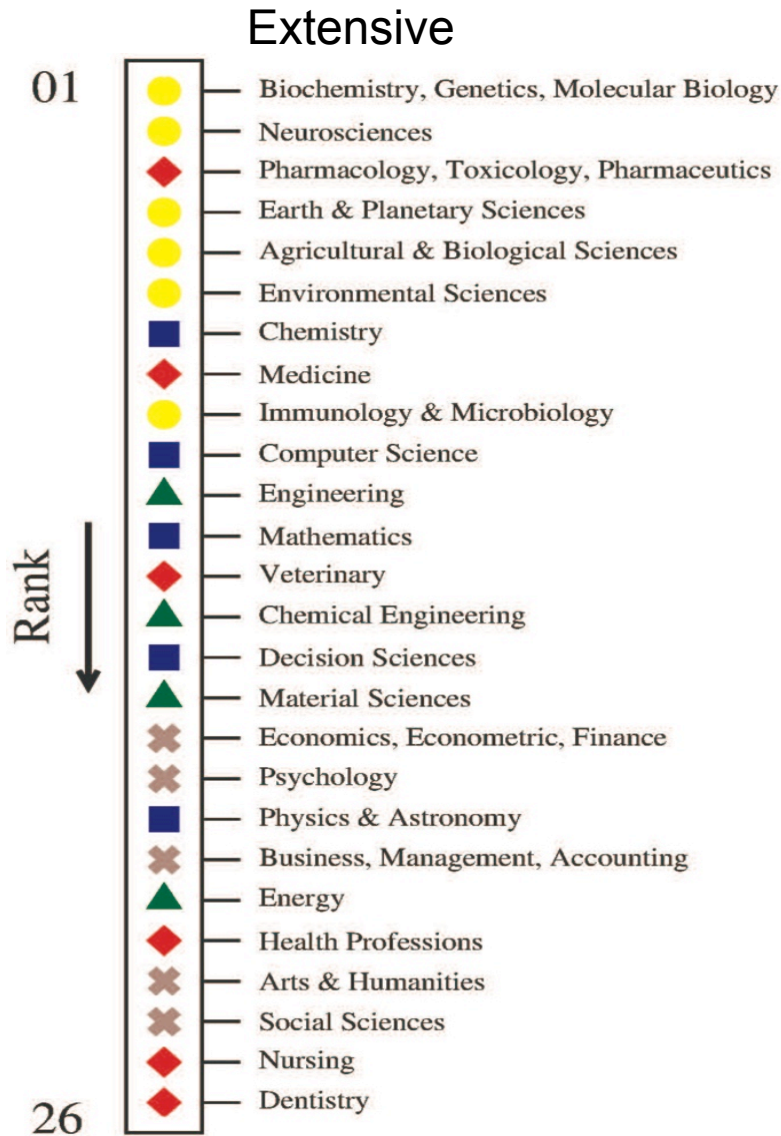 Extensive
01
Biochemistry, Genetics, Molecular Biology
Neurosciences
Pharmacology, Toxicology, Pharmaceutics
Earth & Planetary Sciences
Agricultural & Biological Sciences
Environmental Sciences
Chemistry
Medicine
Immunology & Microbiology
Computer Science
Engineering
Mathematics
Veterinary
Chemical Engineering
Decision Sciences
Material Sciences
Economics, Econometric, Finance
Psychology
Physics & Astronomy
Business, Management, Accounting
Energy
Health Professions
Arts & Humanities
Social Sciences
Nursing
Dentistry
26
Rank